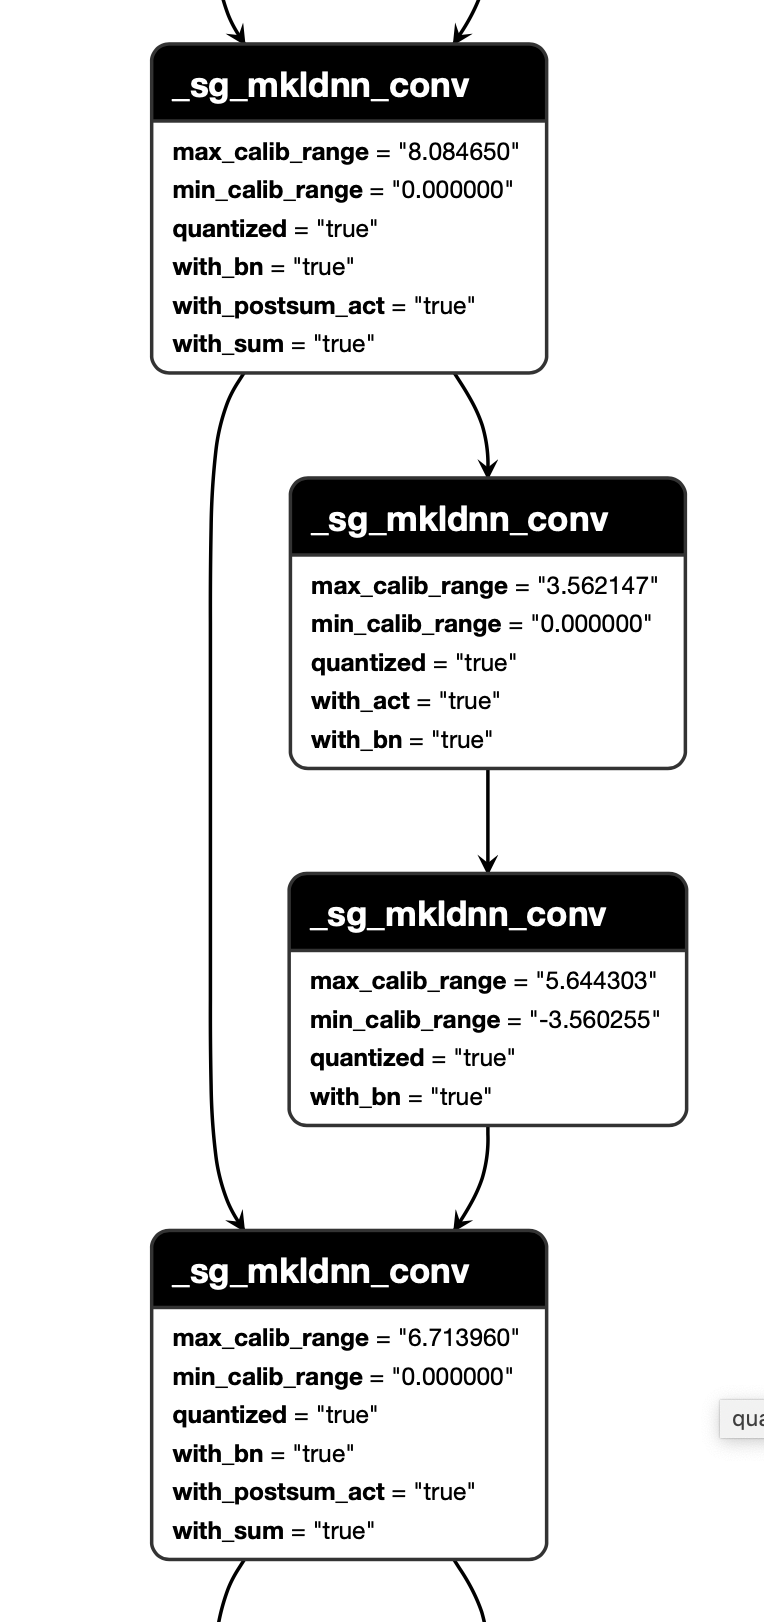 _sg_mkldnn_conv
max_calib_range = "8.084650"
min_calib_range = "0.000000"
quantized = "true"
with_bn = "true"
with_postsum_act = "true"
with_sum = "true"
_sg_mkldnn_conv
max_calib_range = "3.562147"
min_calib_range = "0.000000"
quantized = "true"
with_act = "true"
with_bn = "true"
_sg_mkldnn_conv
max_calib_range = "5.644303"
min_calib_range = "-3.560255"
quantized = "true"
with_bn = "true"
_sg_mkldnn_conv
max_calib_range = "6.713960"
min_calib_range = "0.000000"
quantized = "true"
with_bn = "true"
with_postsum_act = "true"
with_sum = "true"